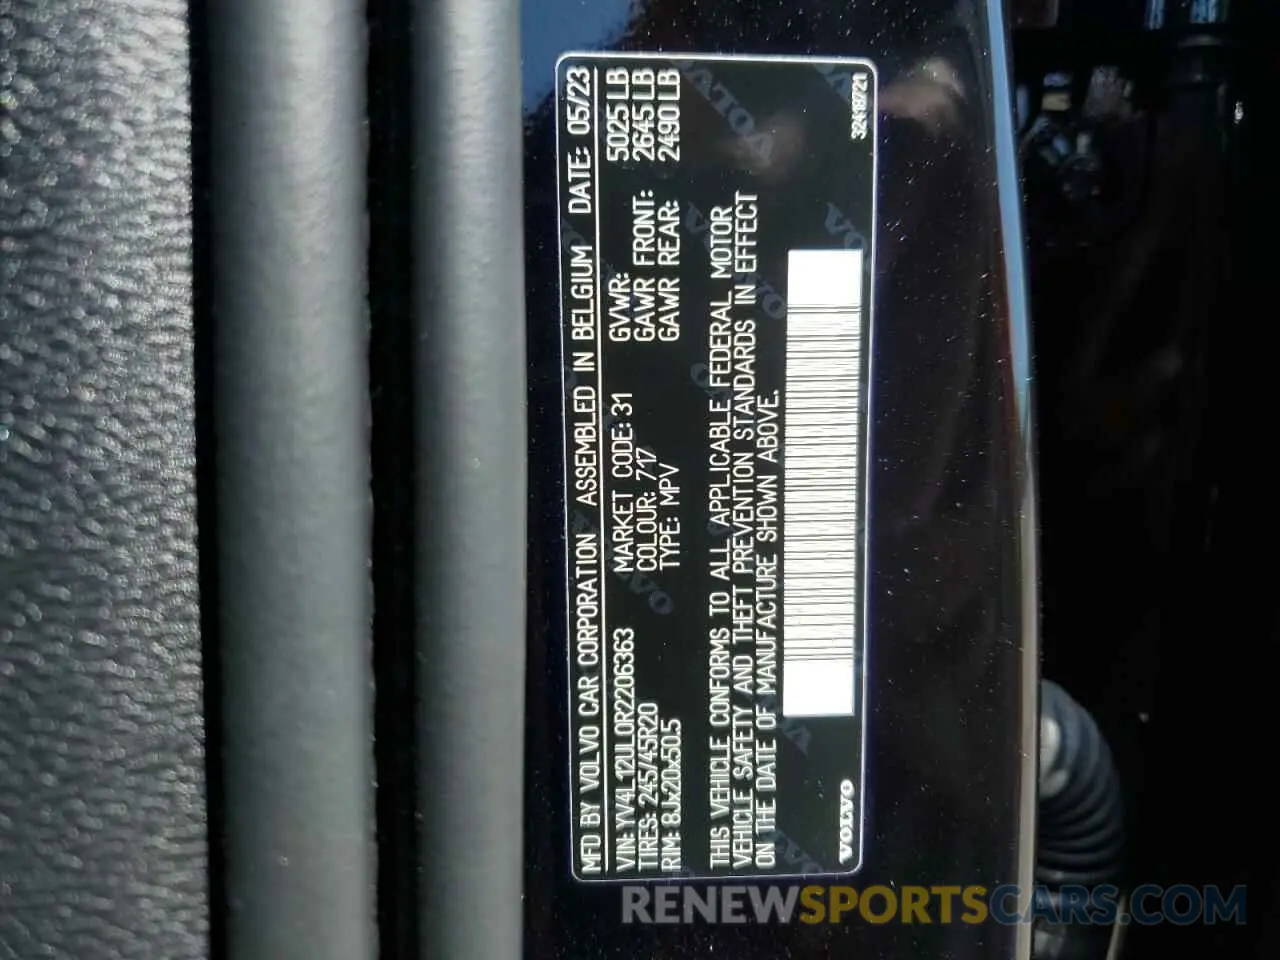 MFD BY VOLVO CAR CORPORATION ASSEMBLED IN BELGIUM DATE: 05/23
VIN: YV4L12UL0R2206363 MARKET CODE: 31 GVWR: 5025 LB
TIRES: 245/45R20 COLOUR: 717 GAWR FRONT: 2645 LB
RIM: 8Jx20x50.5 TYPE: MPV GAWR REAR: 2490 LB
THIS VEHICLE CONFORMS TO ALL APPLICABLE FEDERAL MOTOR
VEHICLE SAFETY AND THEFT PREVENTION STANDARDS IN EFFECT
ON THE DATE OF MANUFACTURE SHOWN ABOVE.
VOLVO 32418721
RENEWSPORTSCARS.COM